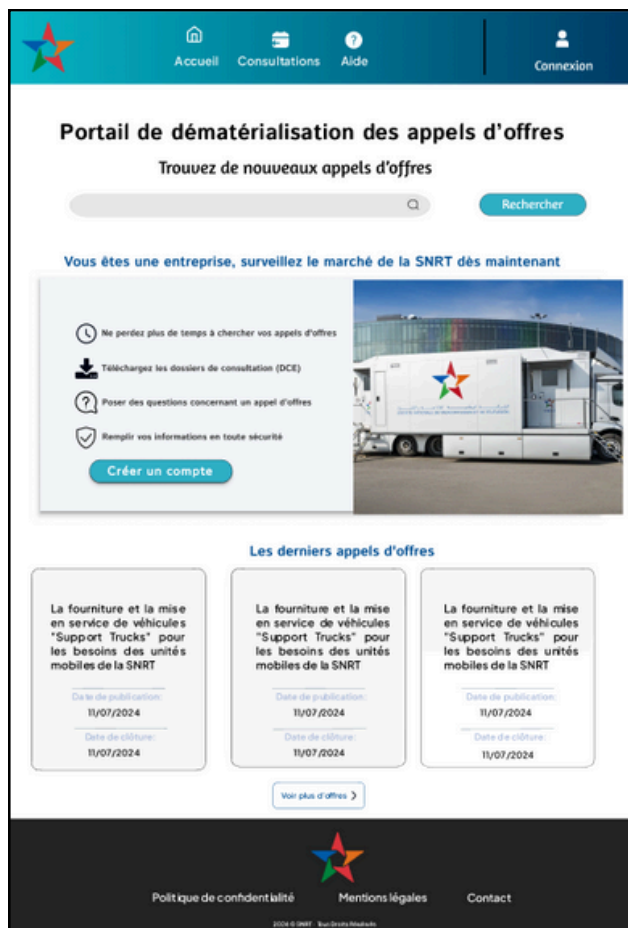 Accueil
Consultations
Aide
Connexion
Portail de dématérialisation des appels d'offres
Trouvez de nouveaux appels d'offres
Rechercher
Vous êtes une entreprise, surveillez le marché de la SNRT dès maintenant
Ne perdez plus de temps à chercher vos appels d'offres
Téléchargez les dossiers de consultation (DCE)
Poser des questions concernant un appel d'offres
Remplir vos informations en toute sécurité
Créer un compte
Les derniers appels d'offres
La fourniture et la mise
en service de véhicules
"Support Trucks" pour
les besoins des unités
mobiles de la SNRT
Date de publication:
11/07/2024
Date de clôture:
11/07/2024
La fourniture et la mise
en service de véhicules
"Support Trucks" pour
les besoins des unités
mobiles de la SNRT
Date de publication:
11/07/2024
Date de clôture:
11/07/2024
La fourniture et la mise
en service de véhicules
"Support Trucks" pour
les besoins des unités
mobiles de la SNRT
Date de publication:
11/07/2024
Date de clôture:
11/07/2024
Voir plus d'offres
Politique de confidentialité
Mentions légales
Contact
2024 © SNRT - Tous Droits